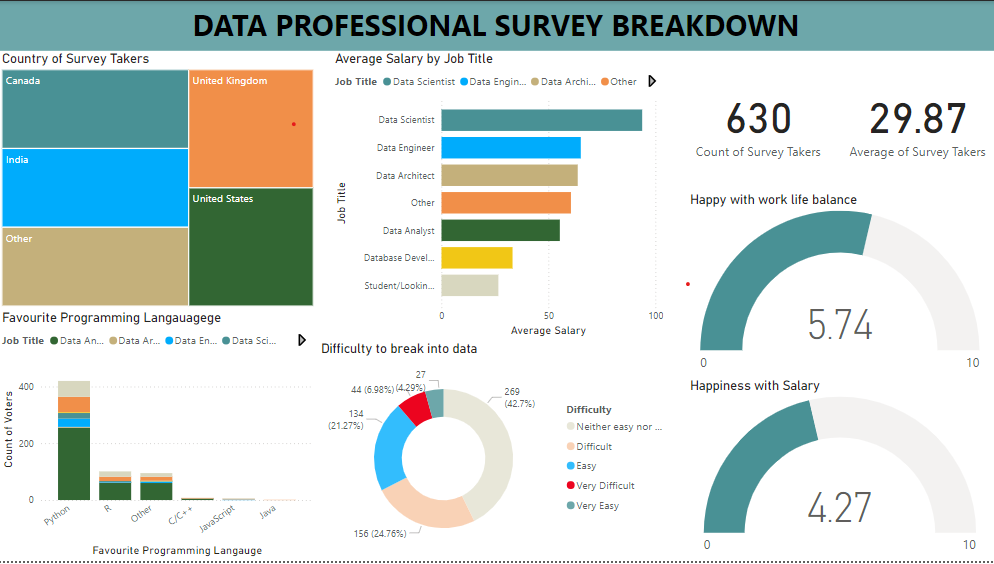 DATA PROFESSIONAL SURVEY BREAKDOWN
Country of Survey Takers
Canada
United Kingdom
India
United States
Other
Average Salary by Job Title
Job Title Data Scientist Data Engin... Data Archi... Other
Job Title
Data Scientist
Data Engineer
Data Architect
Other
Data Analyst
Database Devel...
Student/Lookin...
0 50 100
Average Salary
630
Count of Survey Takers
29.87
Average of Survey Takers
Happy with work life balance
5.74
0 10
Favourite Programming Langauagege
Job Title Data An... Data Ar... Data En... Data Sci...
Count of Voters
400
200
0
Python R Other C/C++ JavaScript Java
Favourite Programming Langauge
Difficulty to break into data
27
(4.29%)
44 (6.98%)
269
(42.7%)
134
(21.27%)
156 (24.76%)
Difficulty
Neither easy nor ...
Difficult
Easy
Very Difficult
Very Easy
Happiness with Salary
4.27
0 10